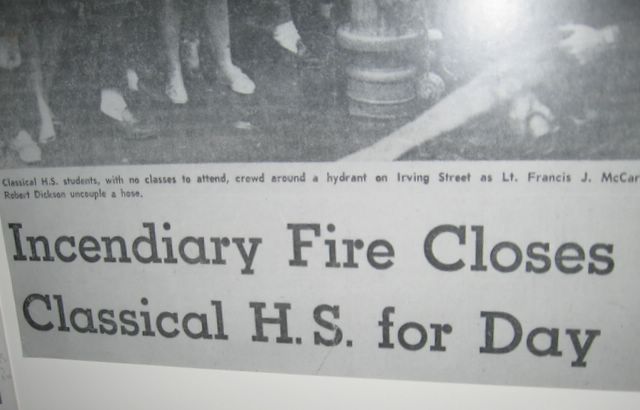 Classical H.S. students, with no classes to attend, crowd around a hydrant on Irving Street as Lt. Francis J. McCar
Robert Dickson uncouple a hose.
Incendiary Fire Closes
Classical H.S. for Day